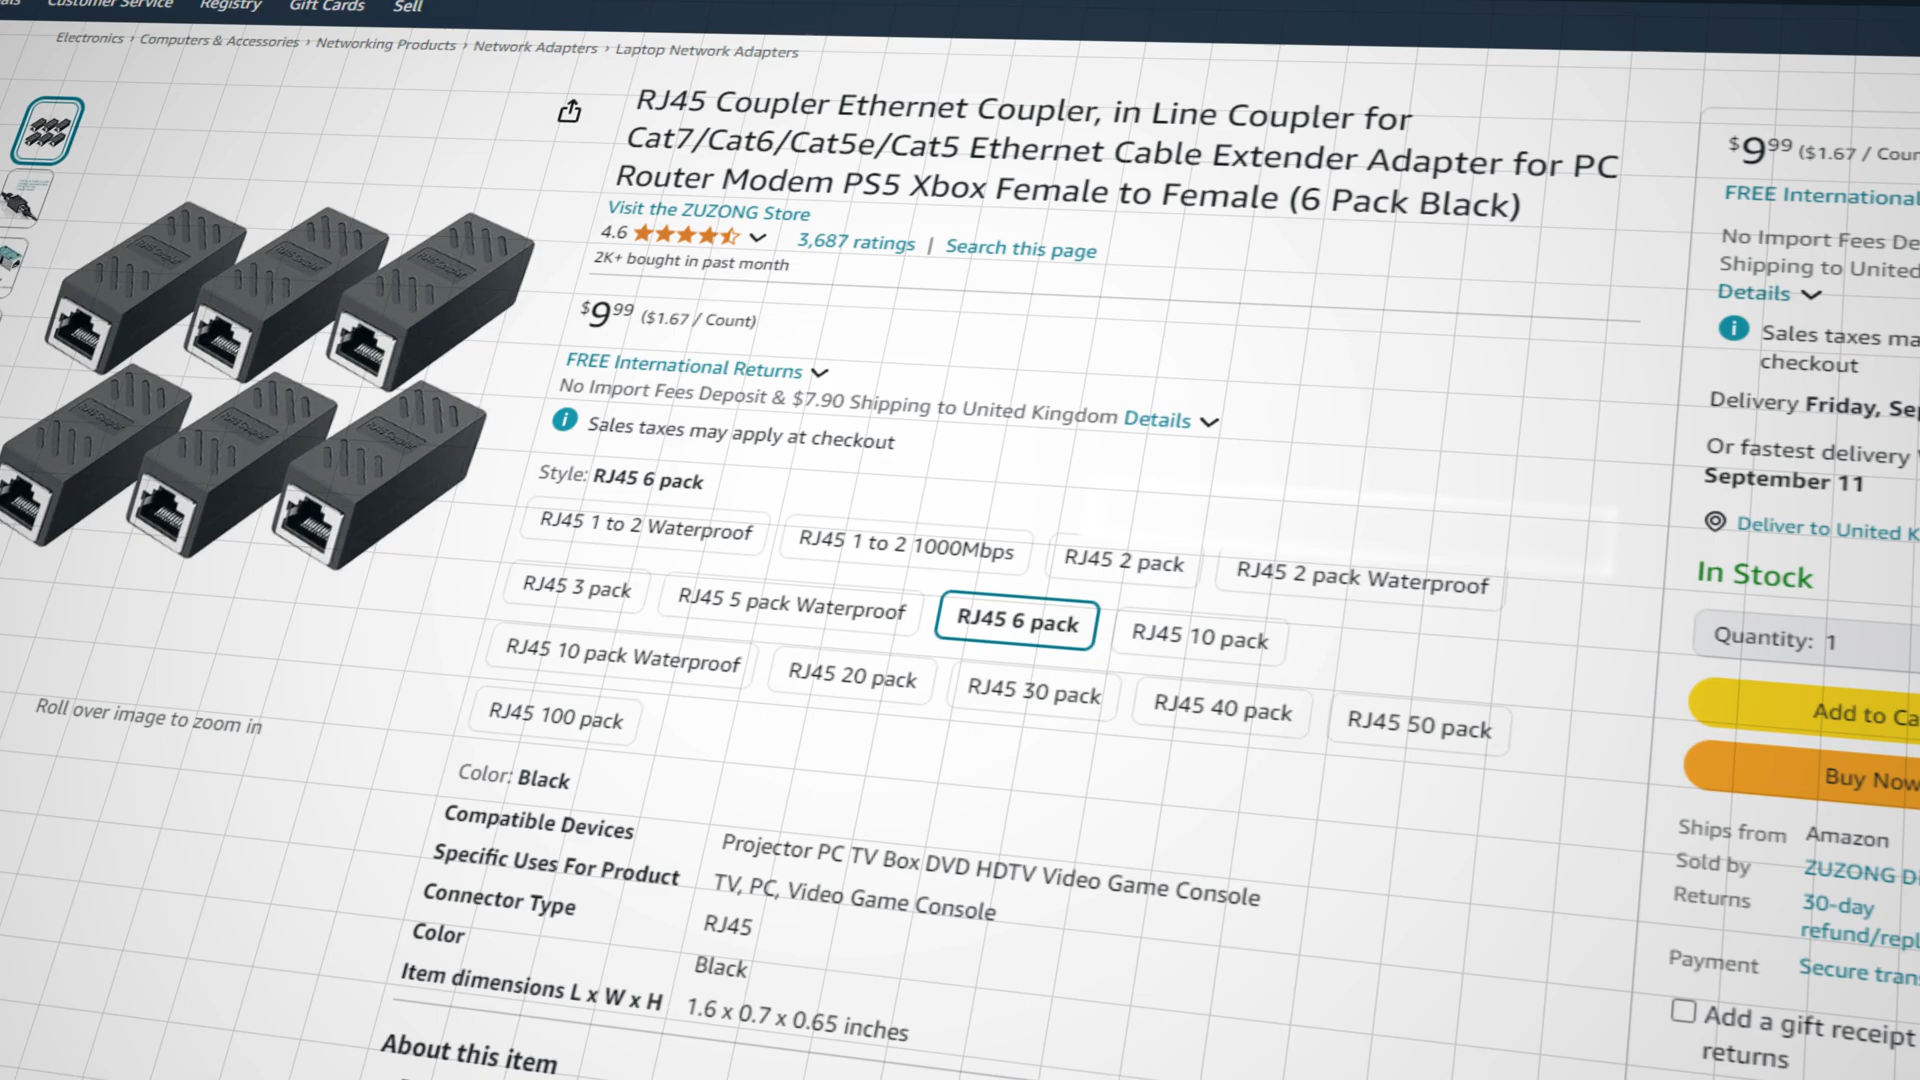 Customer Service Registry Gift Cards Sell
Electronics › Computers & Accessories › Networking Products › Network Adapters › Laptop Network Adapters
RJ45 Coupler Ethernet Coupler, in Line Coupler for
Cat7/Cat6/Cat5e/Cat5 Ethernet Cable Extender Adapter for PC
Router Modem PS5 Xbox Female to Female (6 Pack Black)
Visit the ZUZONG Store
4.6 3,687 ratings | Search this page
2K+ bought in past month
$9.99 ($1.67 / Count)
FREE International Returns
No Import Fees Deposit & $7.90 Shipping to United Kingdom Details
Sales taxes may apply at checkout
Style: RJ45 6 pack
RJ45 1 to 2 Waterproof RJ45 1 to 2 1000Mbps RJ45 2 pack RJ45 2 pack Waterproof
RJ45 3 pack RJ45 5 pack Waterproof RJ45 6 pack RJ45 10 pack
RJ45 10 pack Waterproof RJ45 20 pack RJ45 30 pack RJ45 40 pack RJ45 50 pack
RJ45 100 pack
Roll over image to zoom in
Color: Black
Compatible Devices Projector PC TV Box DVD HDTV Video Game Console
Specific Uses For Product TV, PC, Video Game Console
Connector Type RJ45
Color Black
Item dimensions L x W x H 1.6 x 0.7 x 0.65 inches
About this item
$9.99 ($1.67 / Coun
FREE International
No Import Fees De
Shipping to United
Details
Sales taxes ma
checkout
Delivery Friday, Sep
Or fastest delivery
September 11
Deliver to United K
In Stock
Quantity: 1
Add to Ca
Buy Now
Ships from Amazon
Sold by ZUZONG Di
Returns 30-day
refund/repl
Payment Secure tran
Add a gift receipt
returns